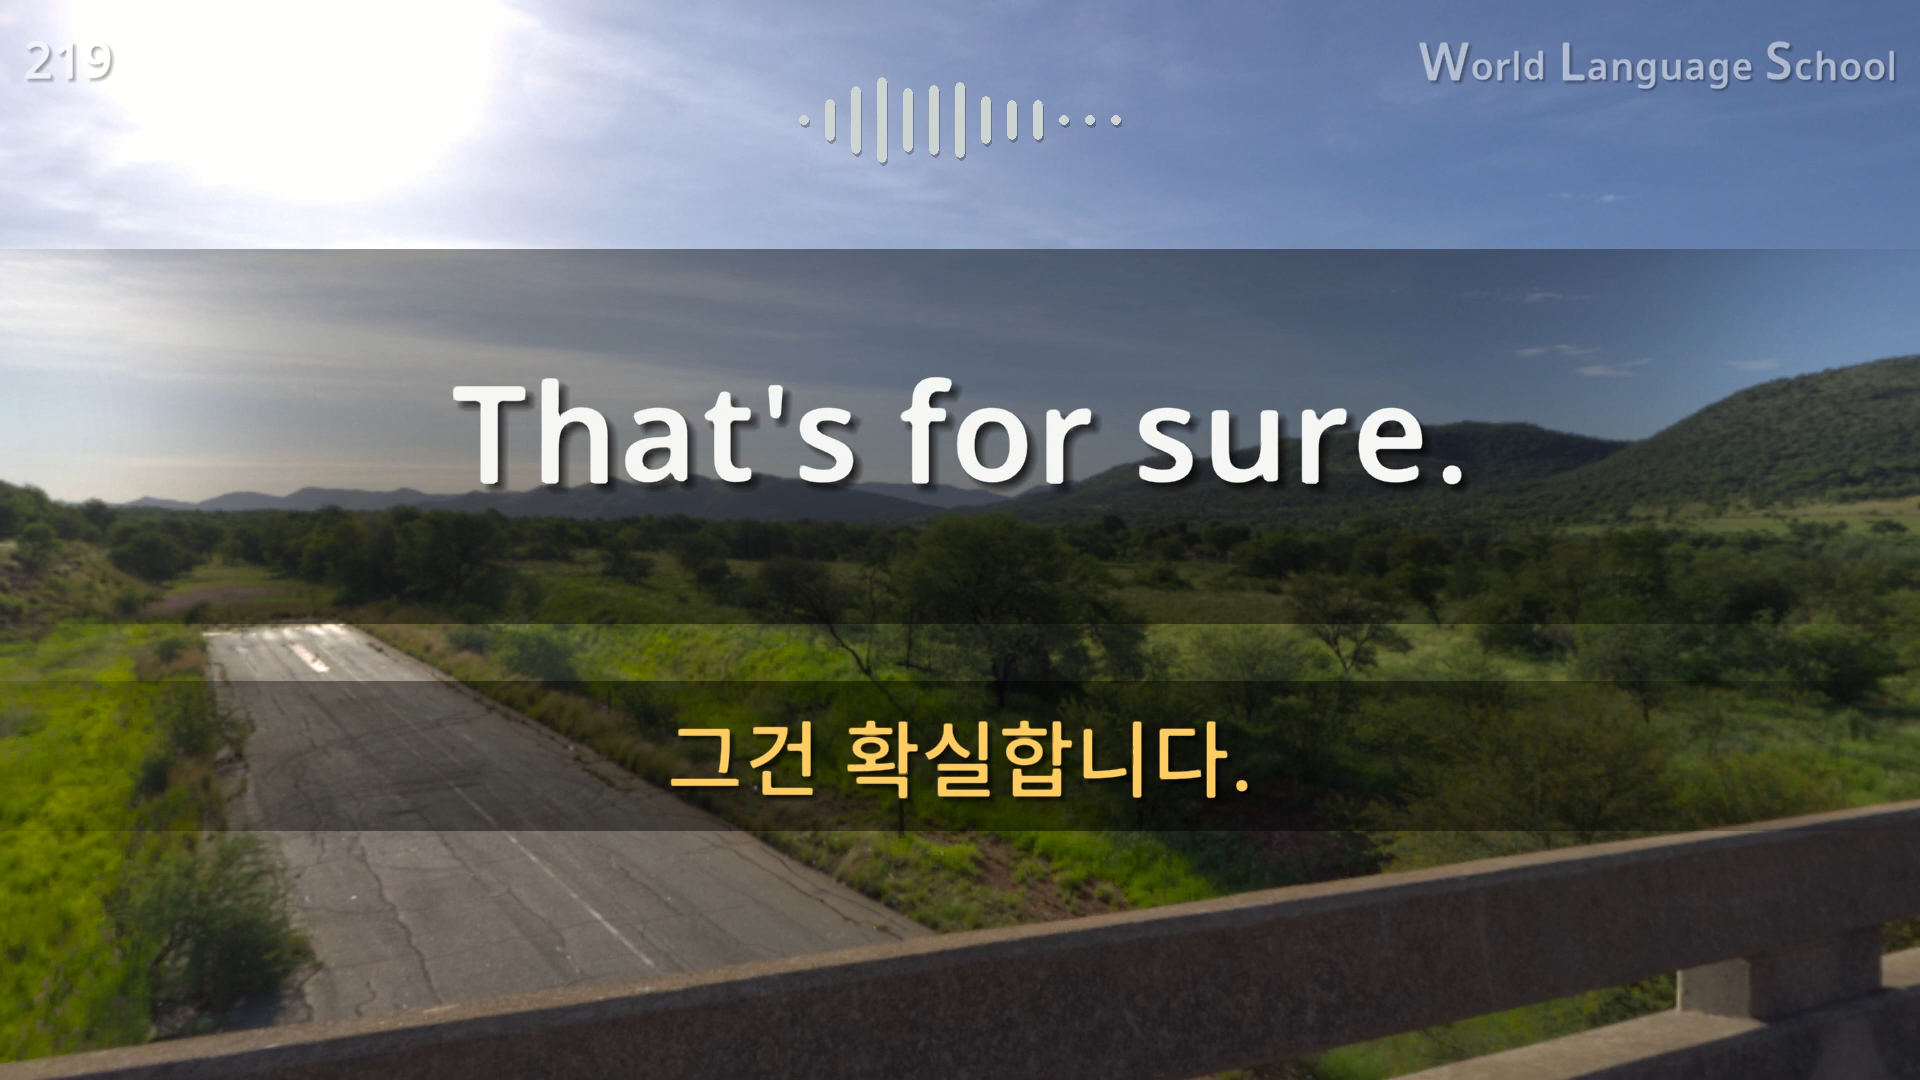 219
World Language School
That's for sure.
그건 확실합니다.